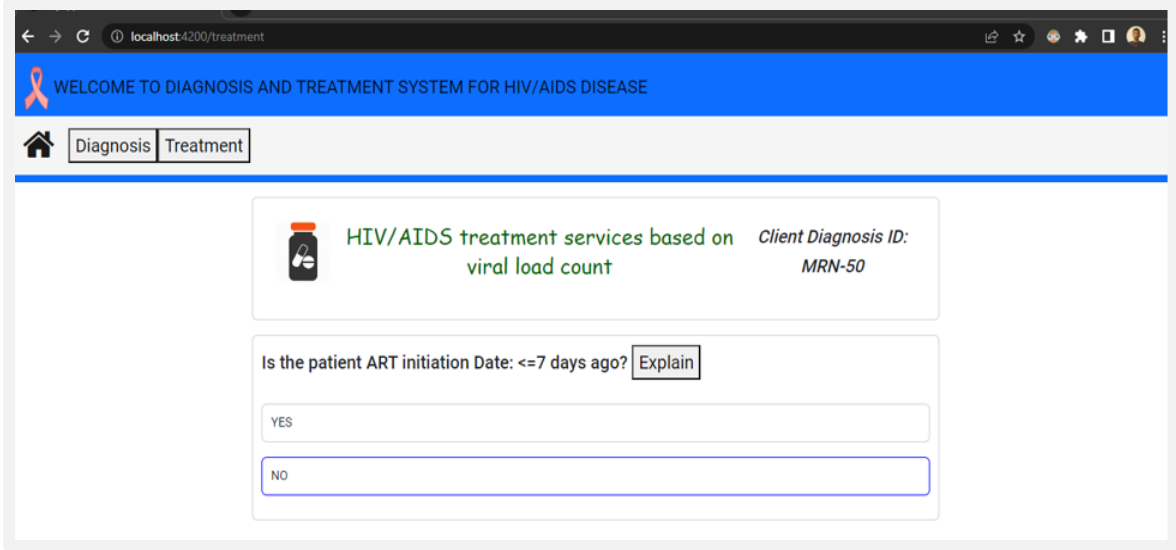 localhost:4200/treatment
WELCOME TO DIAGNOSIS AND TREATMENT SYSTEM FOR HIV/AIDS DISEASE
Diagnosis Treatment
HIV/AIDS treatment services based on
viral load count
Client Diagnosis ID:
MRN-50
Is the patient ART initiation Date: <=7 days ago? Explain
YES
NO